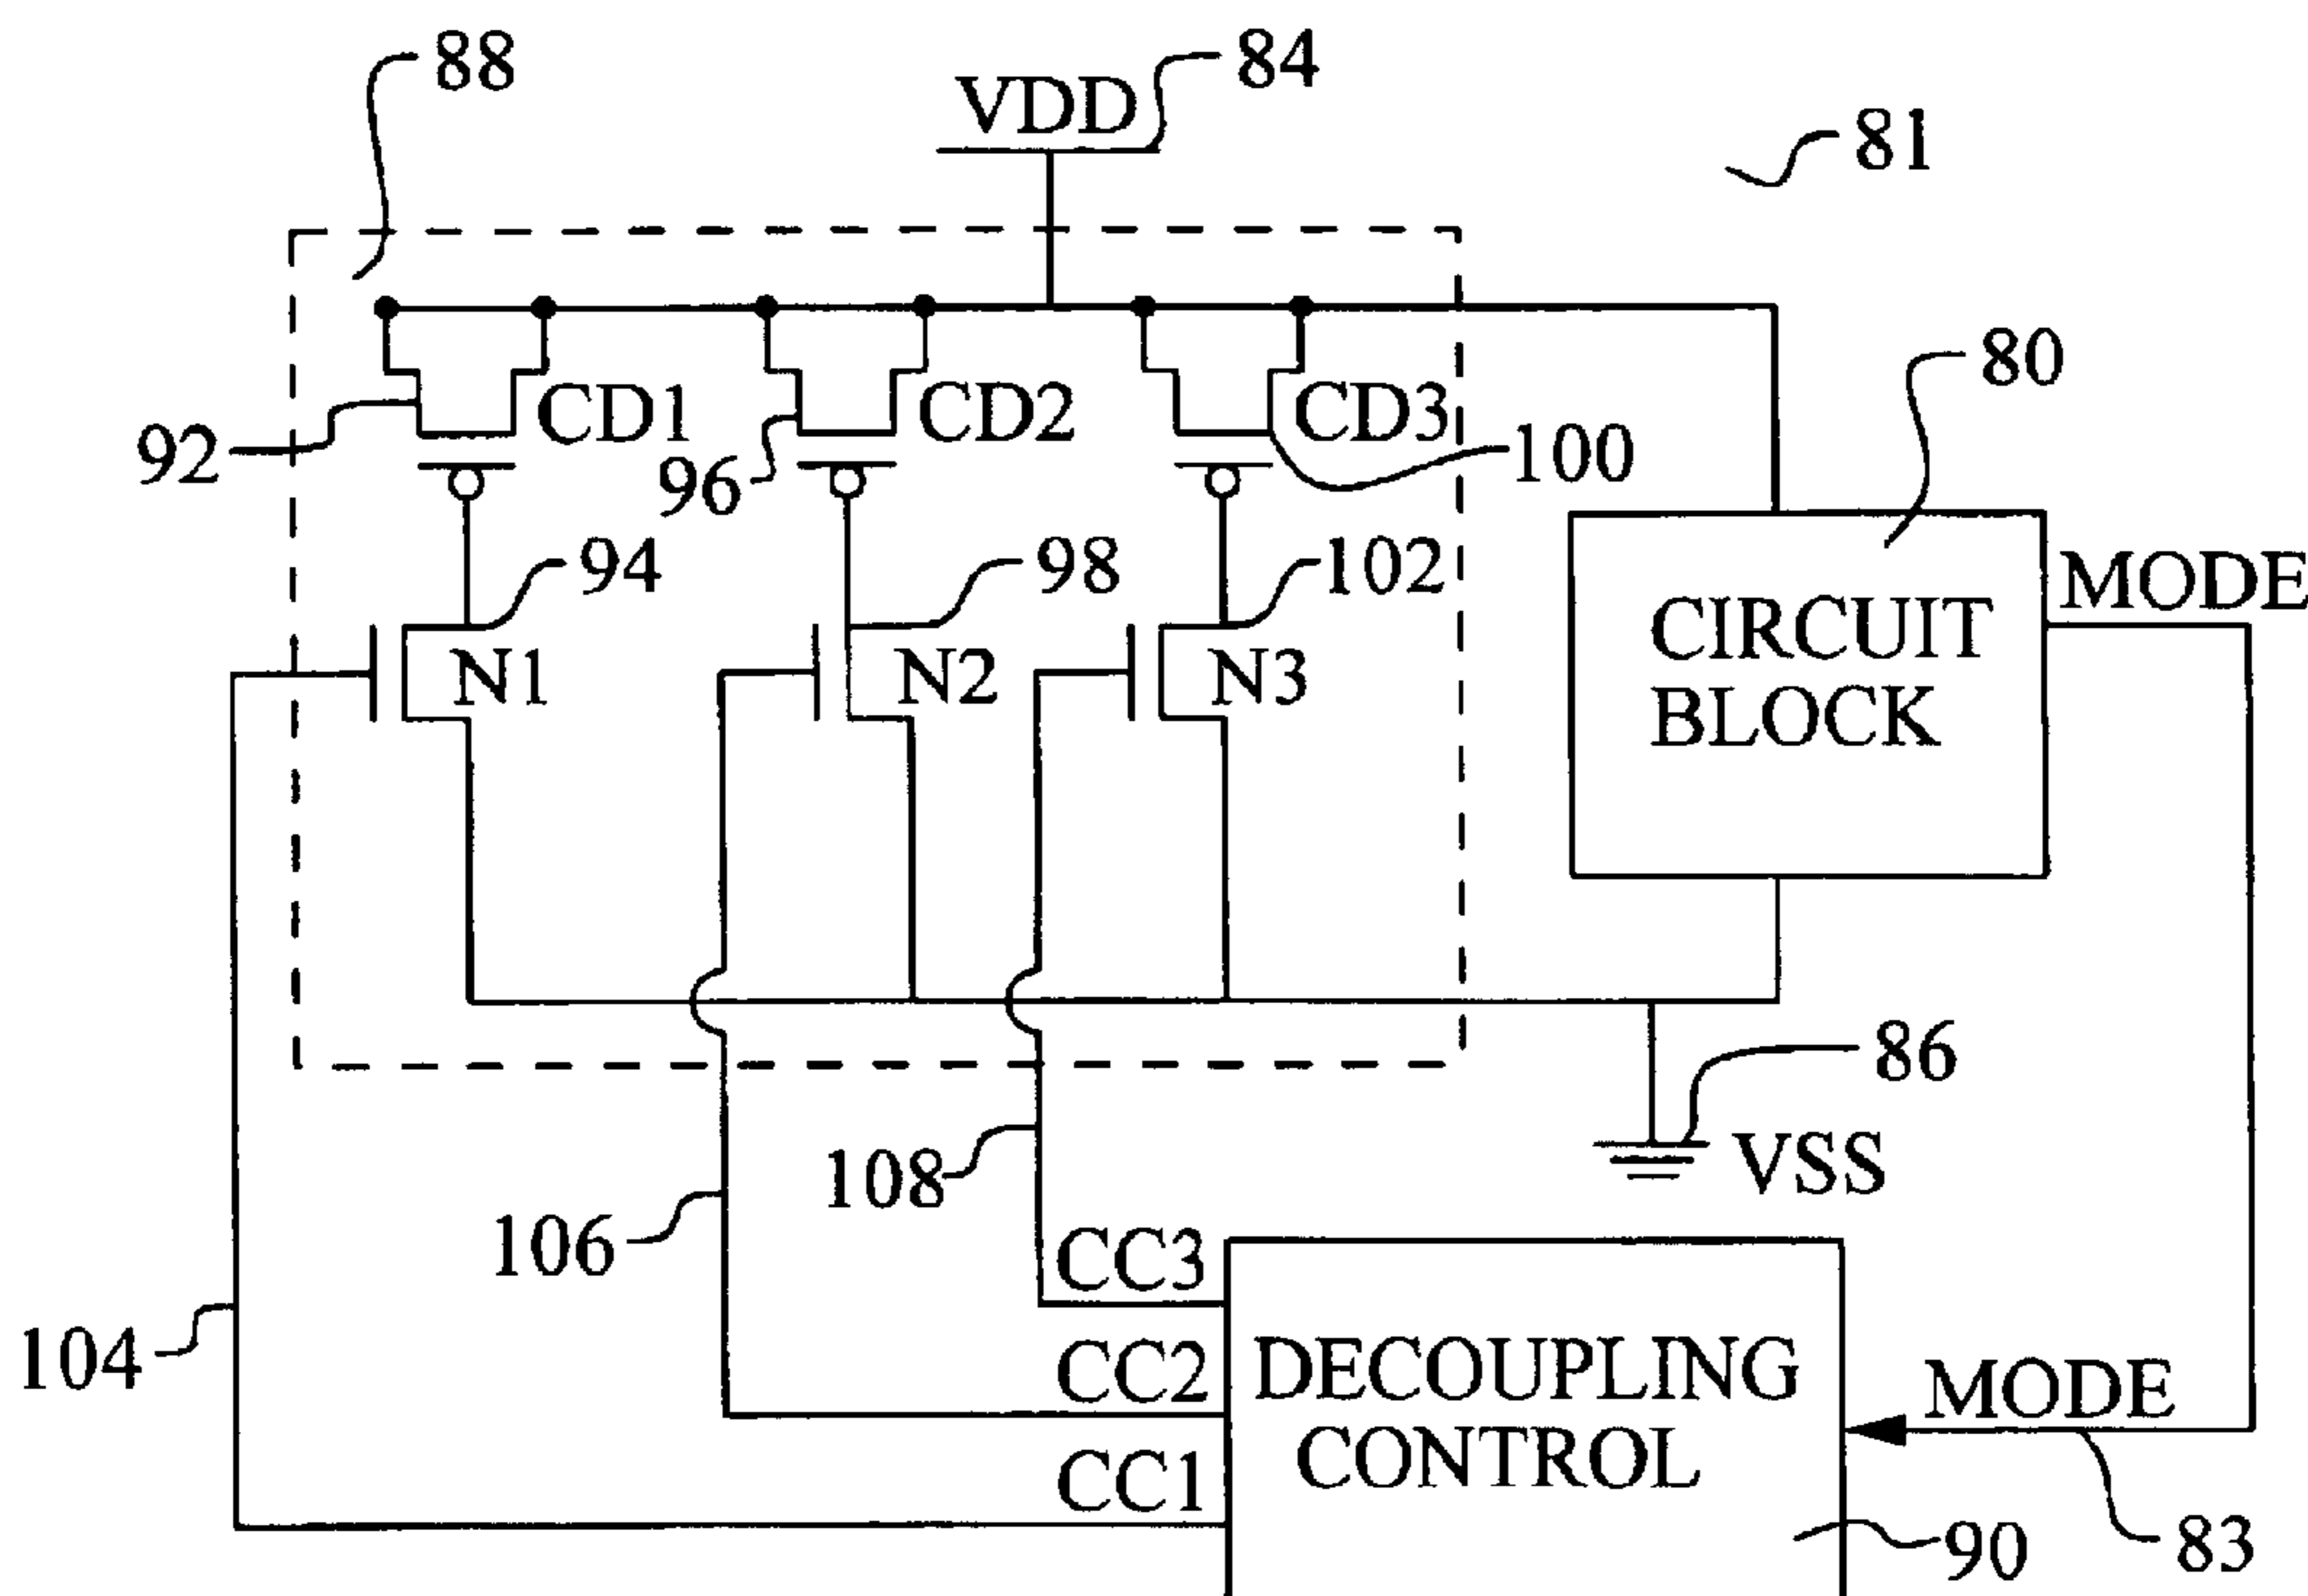 88
84
VDD
81
80
CD1
CD2
CD3
92
96
100
94
98
102
MODE
CIRCUIT
BLOCK
N1
N2
N3
86
VSS
108
106
104
CC3
CC2
CC1
DECOUPLING
CONTROL
MODE
90
83